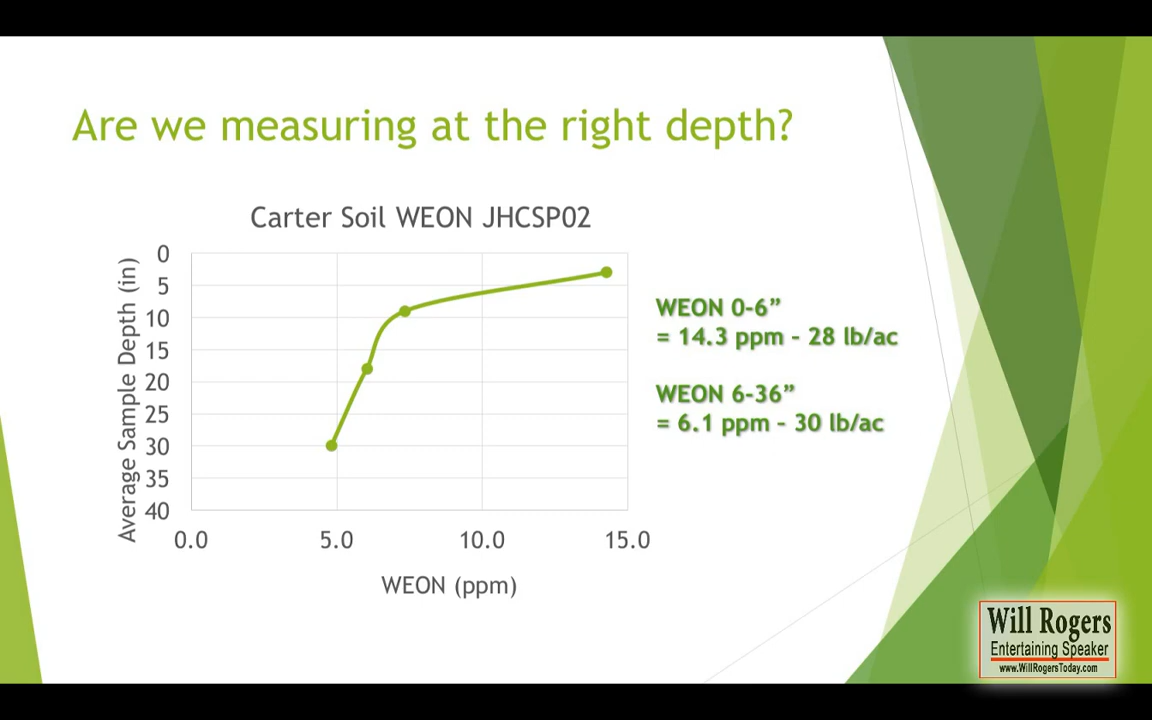 Are we measuring at the right depth?
Carter Soil WEON JHCSP02
Average Sample Depth (in)
0
5
10
15
20
25
30
35
40
0.0 5.0 10.0 15.0
WEON (ppm)
WEON 0-6”
= 14.3 ppm – 28 lb/ac
WEON 6-36”
= 6.1 ppm – 30 lb/ac
Will Rogers
Entertaining Speaker
www.WillRogersToday.com